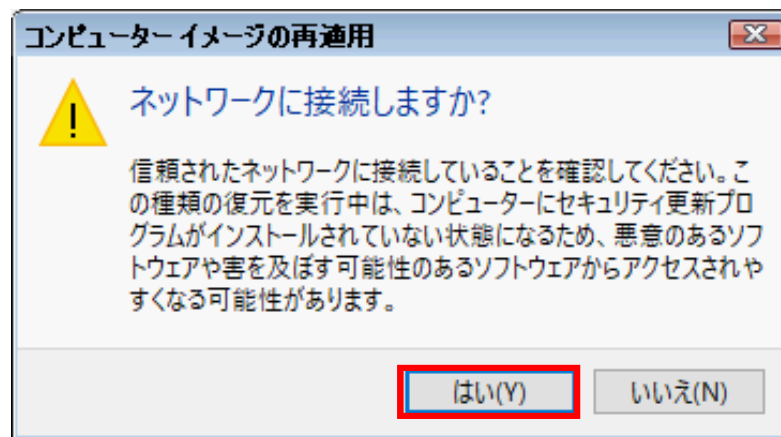 コンピューター イメージの再適用
ネットワークに接続しますか?
信頼されたネットワークに接続していることを確認してください。こ
の種類の復元を実行中は、コンピューターにセキュリティ更新プロ
グラムがインストールされていない状態になるため、悪意のあるソフ
トウェアや害を及ぼす可能性のあるソフトウェアからアクセスされや
すくなる可能性があります。
はい(Y)
いいえ(N)